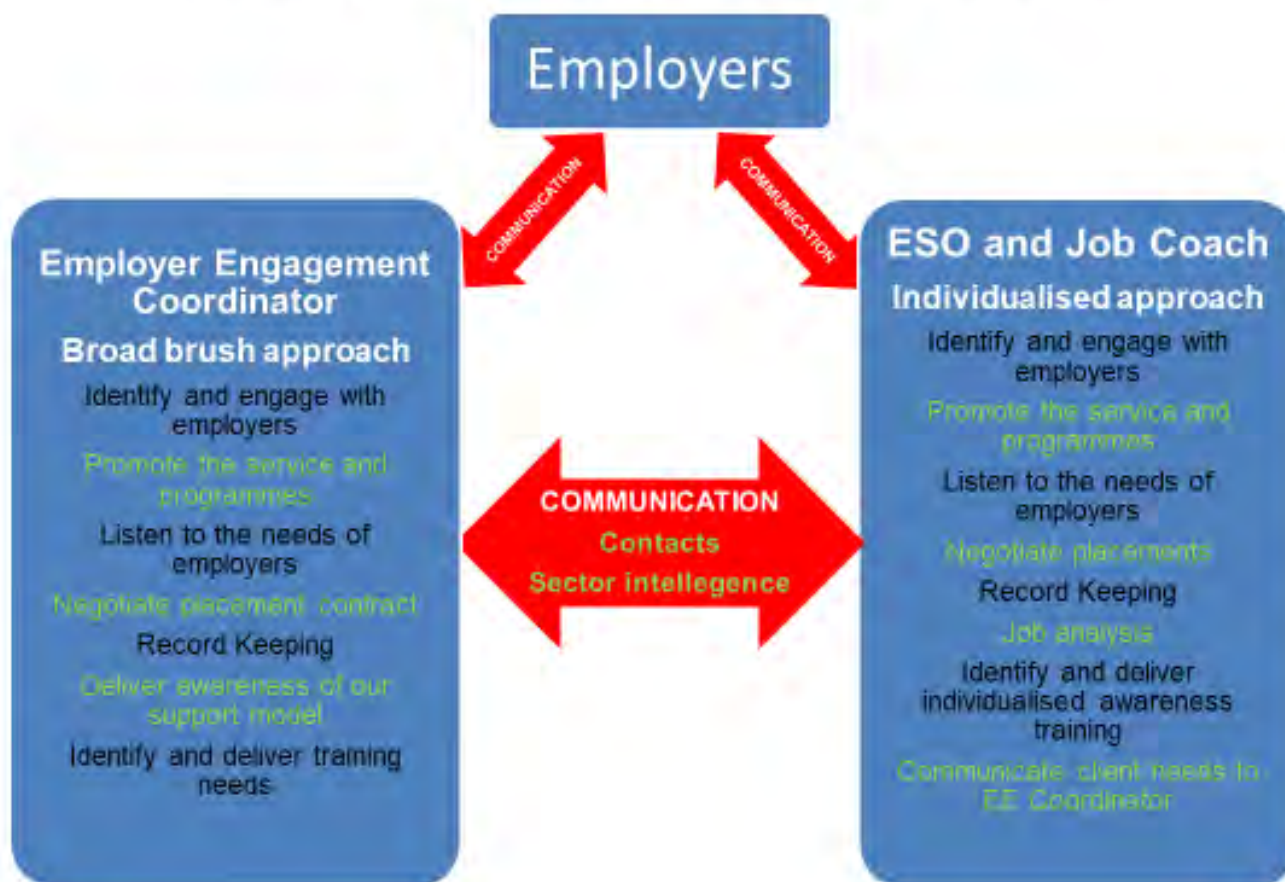 Employers
COMMUNICATION
COMMUNICATION
Employer Engagement
Coordinator
Broad brush approach
Identify and engage with
employers
Promote the service and
programmes
Listen to the needs of
employers
Negotiate placement contract
Record Keeping
Deliver awareness of our
support model
Identify and deliver training
needs
COMMUNICATION
Contacts
Sector intellegence
ESO and Job Coach
Individualised approach
Identify and engage with
employers
Promote the service and
programmes
Listen to the needs of
employers
Negotiate placements
Record Keeping
Job analysis
Identify and deliver
individualised awareness
training
Communicate client needs to
EE Coordinator